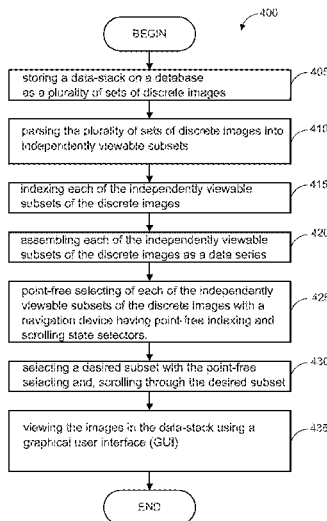 400
BEGIN
storing a data-stack on a database
as a plurality of sets of discrete images
405
parsing the plurality of sets of discrete images into
independently viewable subsets
410
indexing each of the independently viewable
subsets of the discrete images
415
assembling each of the independently viewable
subsets of the discrete images as a data series
420
point-free selecting of each of the independently
viewable subsets of the discrete images with a
navigation device having point-free indexing and
scrolling state selectors.
425
selecting a desired subset with the point-free
selecting and, scrolling through the desired subset
430
viewing the images in the data-stack using a
graphical user interface (GUI)
435
END